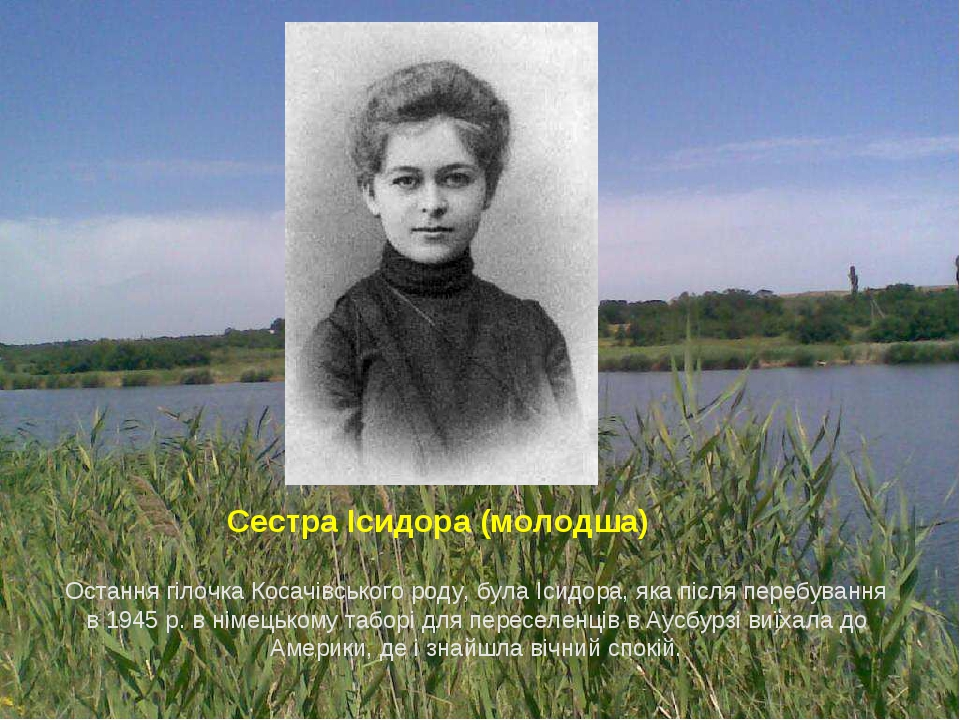 Сестра Ісидора (молодша)
Остання гілочка Косачівського роду, була Ісидора, яка після перебування
в 1945 р. в німецькому таборі для переселенців в Аусбурзі виїхала до
Америки, де і знайшла вічний спокій.